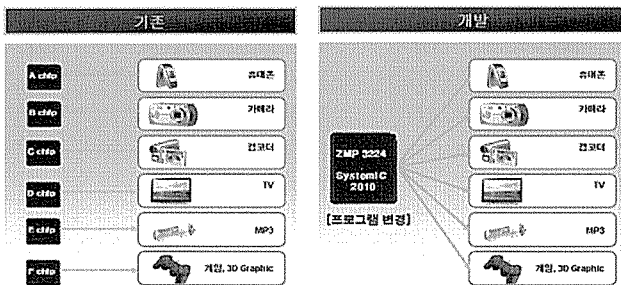 기존
A chip
휴대폰
B chip
카메라
C chip
캠코더
D chip
TV
E chip
MP3
F chip
게임, 3D Graphic
개발
ZMP 3224
SystemIC
2010
[프로그램 변경]
휴대폰
카메라
캠코더
TV
MP3
게임, 3D Graphic